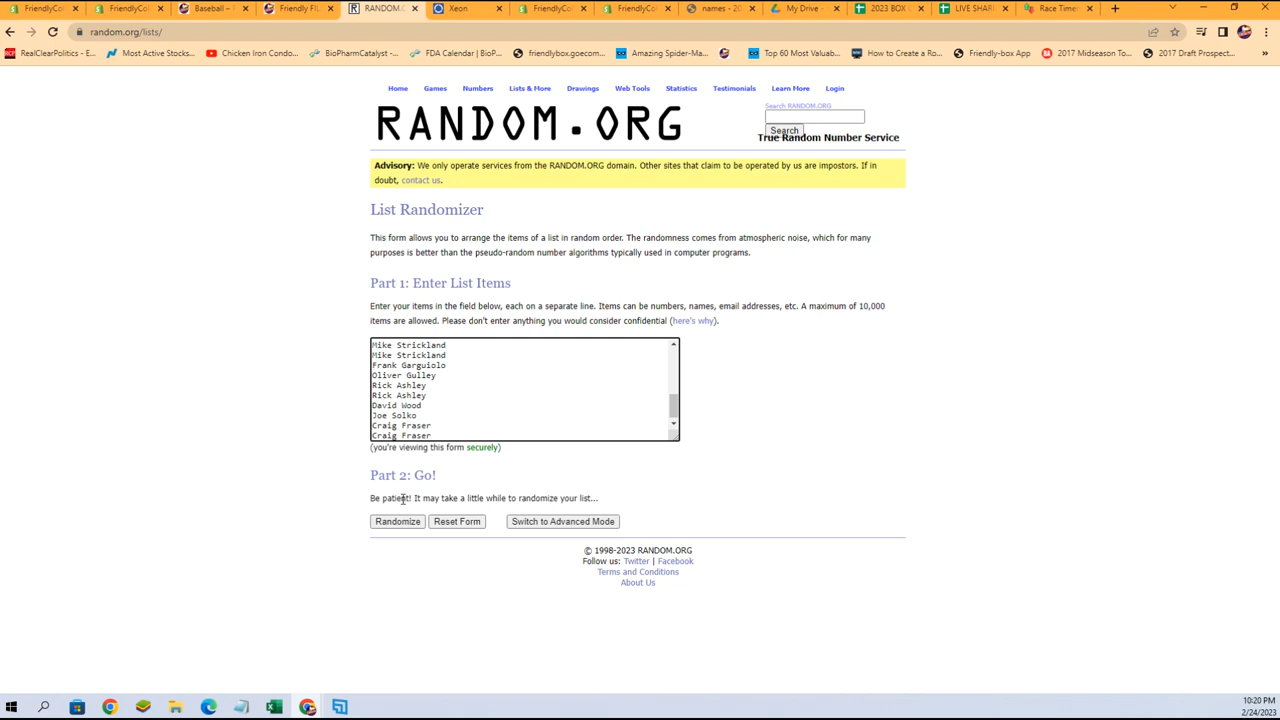 FriendlyCo
FriendlyCo
Baseball –
Friendly Fi
RANDOM.
Xeon
FriendlyCo
FriendlyCo
names – 20
My Drive -
2023 BOX
LIVE SHAR
Race Timer
random.org/lists/
RealClearPolitics - E...
Most Active Stocks...
Chicken Iron Condo...
BioPharmCatalyst -...
FDA Calendar | BioP...
friendlybox.goecom...
Amazing Spider-Ma...
Top 60 Most Valuab...
How to Create a Ro...
Friendly-box App
2017 Midseason To...
2017 Draft Prospect...
»
Home Games Numbers Lists & More Drawings Web Tools Statistics Testimonials Learn More Login
RANDOM.ORG
Search RANDOM.ORG
Search
True Random Number Service
Advisory: We only operate services from the RANDOM.ORG domain. Other sites that claim to be operated by us are impostors. If in
doubt, contact us.
List Randomizer
This form allows you to arrange the items of a list in random order. The randomness comes from atmospheric noise, which for many
purposes is better than the pseudo-random number algorithms typically used in computer programs.
Part 1: Enter List Items
Enter your items in the field below, each on a separate line. Items can be numbers, names, email addresses, etc. A maximum of 10,000
items are allowed. Please don't enter anything you would consider confidential (here's why).
Mike Strickland
Mike Strickland
Frank Garguiolo
Oliver Gulley
Rick Ashley
Rick Ashley
David Wood
Joe Solko
Craig Fraser
Craig Fraser
(you're viewing this form securely)
Part 2: Go!
Be patient! It may take a little while to randomize your list...
Randomize Reset Form Switch to Advanced Mode
© 1998-2023 RANDOM.ORG
Follow us: Twitter | Facebook
Terms and Conditions
About Us
10:20 PM
2/24/2023